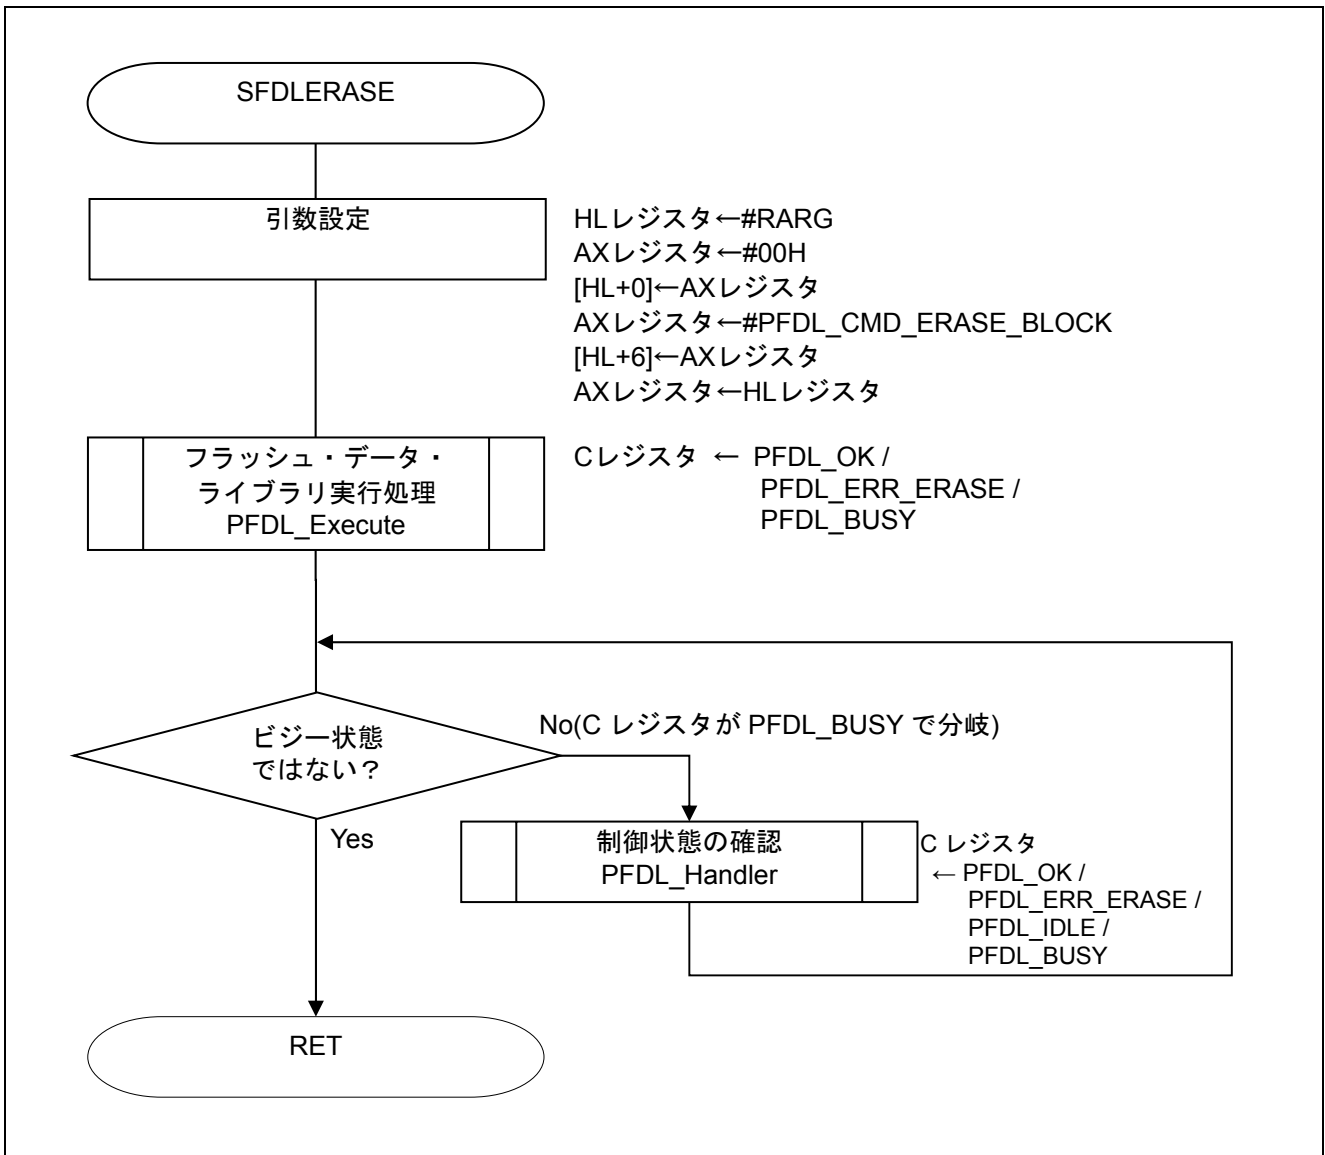 SFDLERASE
引数設定
HLレジスタ←#RARG
AXレジスタ←#00H
[HL+0]←AXレジスタ
AXレジスタ←#PFDL_CMD_ERASE_BLOCK
[HL+6]←AXレジスタ
AXレジスタ←HLレジスタ
フラッシュ・データ・
ライブラリ実行処理
PFDL_Execute
Cレジスタ ← PFDL_OK /
PFDL_ERR_ERASE /
PFDL_BUSY
ビジー状態
ではない？
No(C レジスタが PFDL_BUSY で分岐)
Yes
制御状態の確認
PFDL_Handler
C レジスタ
← PFDL_OK /
PFDL_ERR_ERASE /
PFDL_IDLE /
PFDL_BUSY
RET